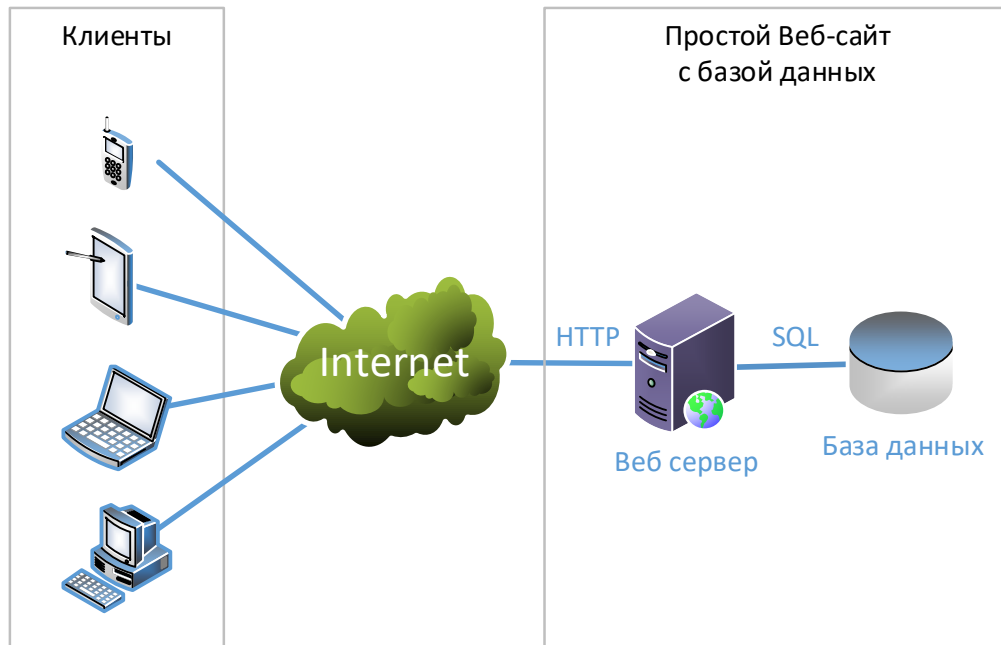 Клиенты
Простой Веб-сайт
с базой данных
Internet
HTTP
SQL
Веб сервер
База данных